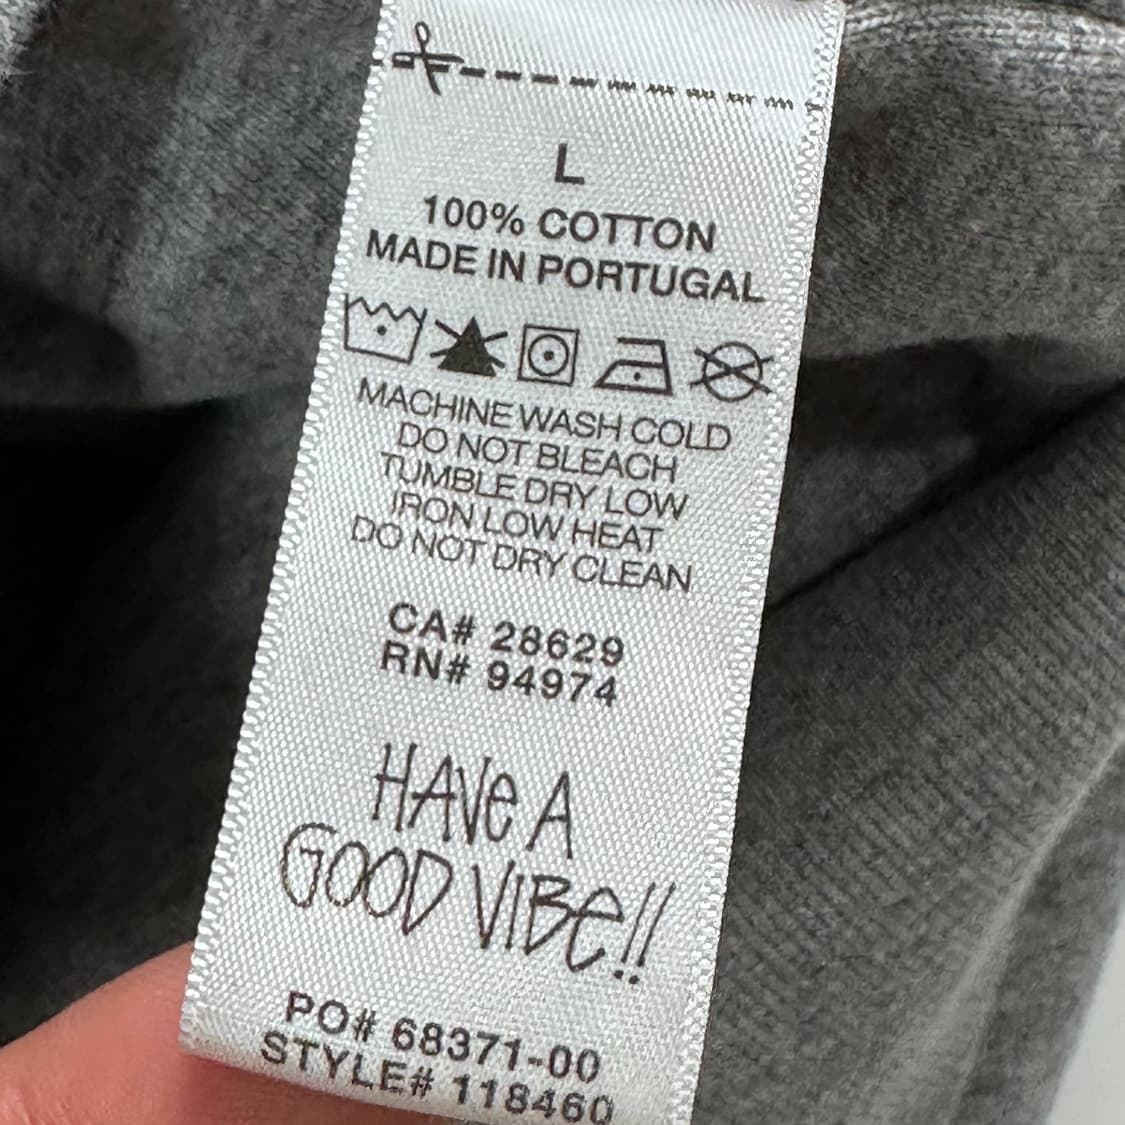 L
100% COTTON
MADE IN PORTUGAL
MACHINE WASH COLD
DO NOT BLEACH
TUMBLE DRY LOW
IRON LOW HEAT
DO NOT DRY CLEAN
CA# 28629
RN# 94974
HAVe A
GOOD VIBe!!
PO# 68371-00
STYLE# 118460